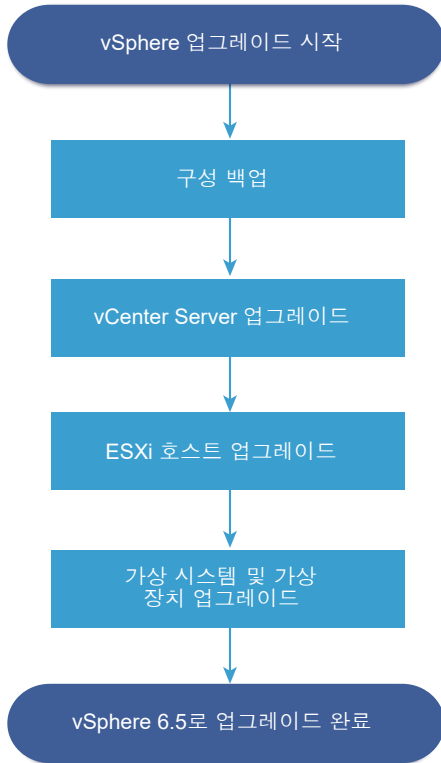 vSphere 업그레이드 시작
구성 백업
vCenter Server 업그레이드
ESXi 호스트 업그레이드
가상 시스템 및 가상
장치 업그레이드
vSphere 6.5로 업그레이드 완료